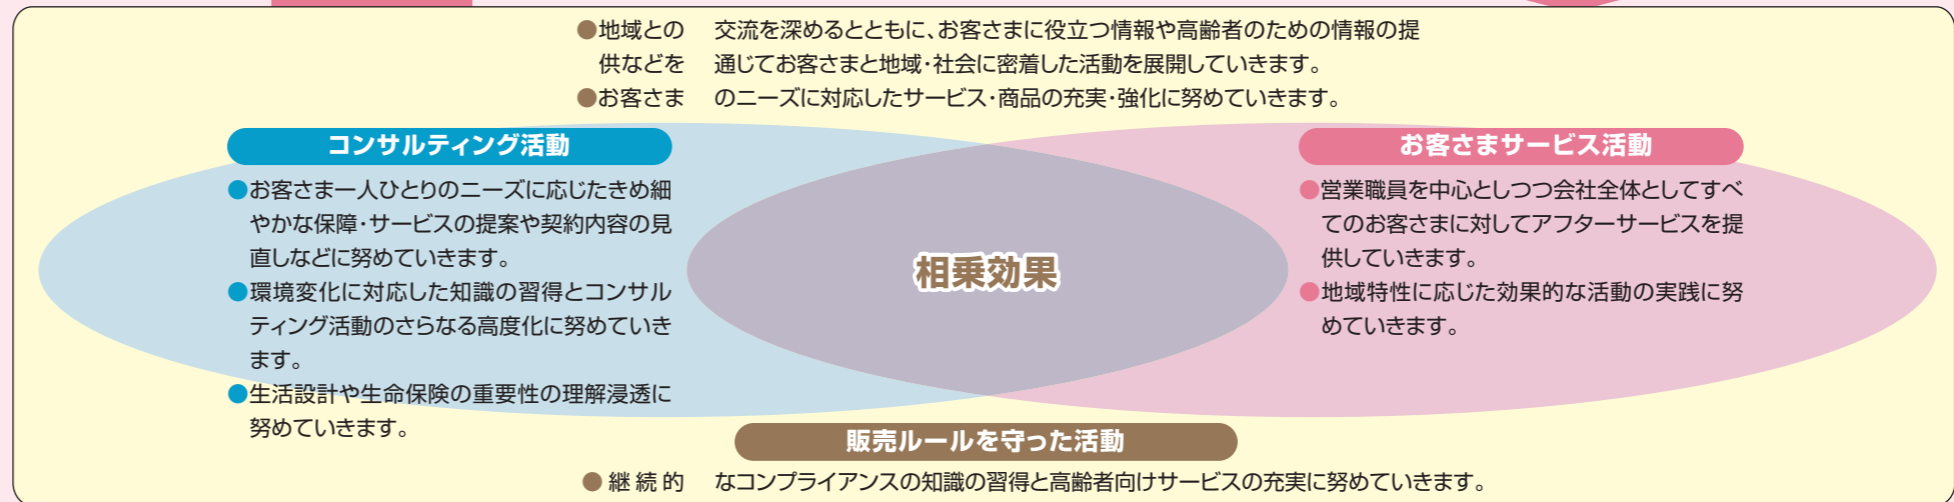 ●地域との 交流を深めるとともに、お客さまに役立つ情報や高齢者のための情報の提
供などを 通じてお客さまと地域・社会に密着した活動を展開していきます。
●お客さま のニーズに対応したサービス・商品の充実・強化に努めていきます。
コンサルティング活動
●お客さま一人ひとりのニーズに応じたきめ細
やかな保障・サービスの提案や契約内容の見
直しなどに努めていきます。
●環境変化に対応した知識の習得とコンサル
ティング活動のさらなる高度化に努めていき
ます。
●生活設計や生命保険の重要性の理解浸透に
努めていきます。
相乗効果
お客さまサービス活動
●営業職員を中心としつつ会社全体としてすべ
てのお客さまに対してアフターサービスを提
供していきます。
●地域特性に応じた効果的な活動の実践に努
めていきます。
販売ルールを守った活動
●継続的 なコンプライアンスの知識の習得と高齢者向けサービスの充実に努めていきます。